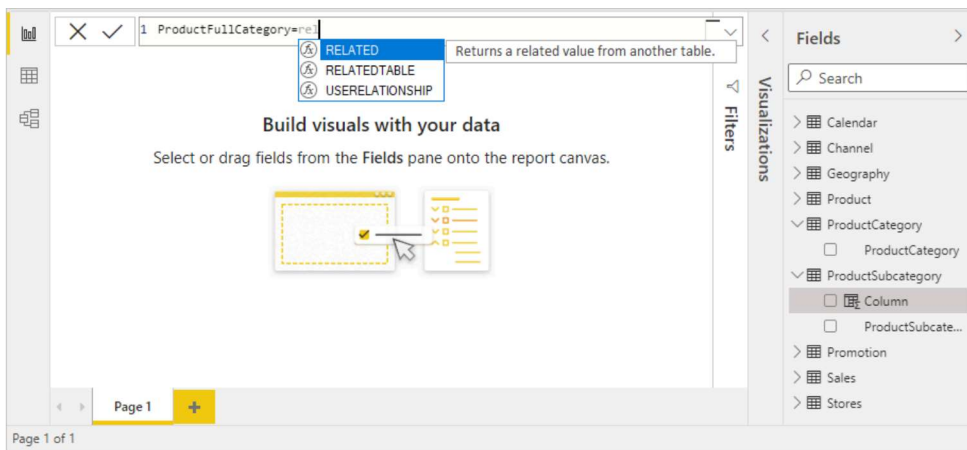 1 ProductFullCategory=rel
RELATED
Returns a related value from another table.
RELATEDTABLE
USERELATIONSHIP
Build visuals with your data
Select or drag fields from the Fields pane onto the report canvas.
Filters
Visualizations
Fields
Search
Calendar
Channel
Geography
Product
ProductCategory
ProductCategory
ProductSubcategory
Column
ProductSubcate...
Promotion
Sales
Stores
Page 1
Page 1 of 1